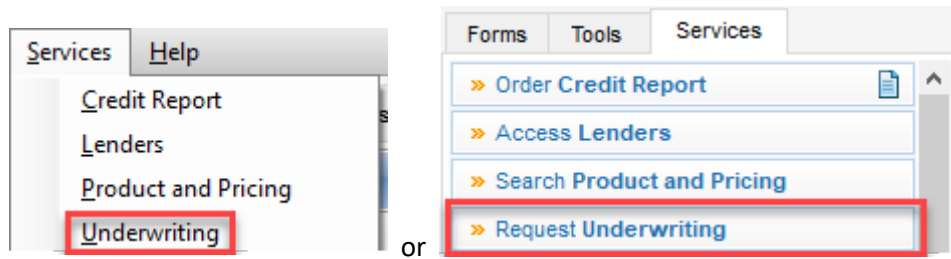 Services Help
Credit Report
Lenders
Product and Pricing
Underwriting
or
Forms Tools Services
» Order Credit Report
» Access Lenders
» Search Product and Pricing
» Request Underwriting